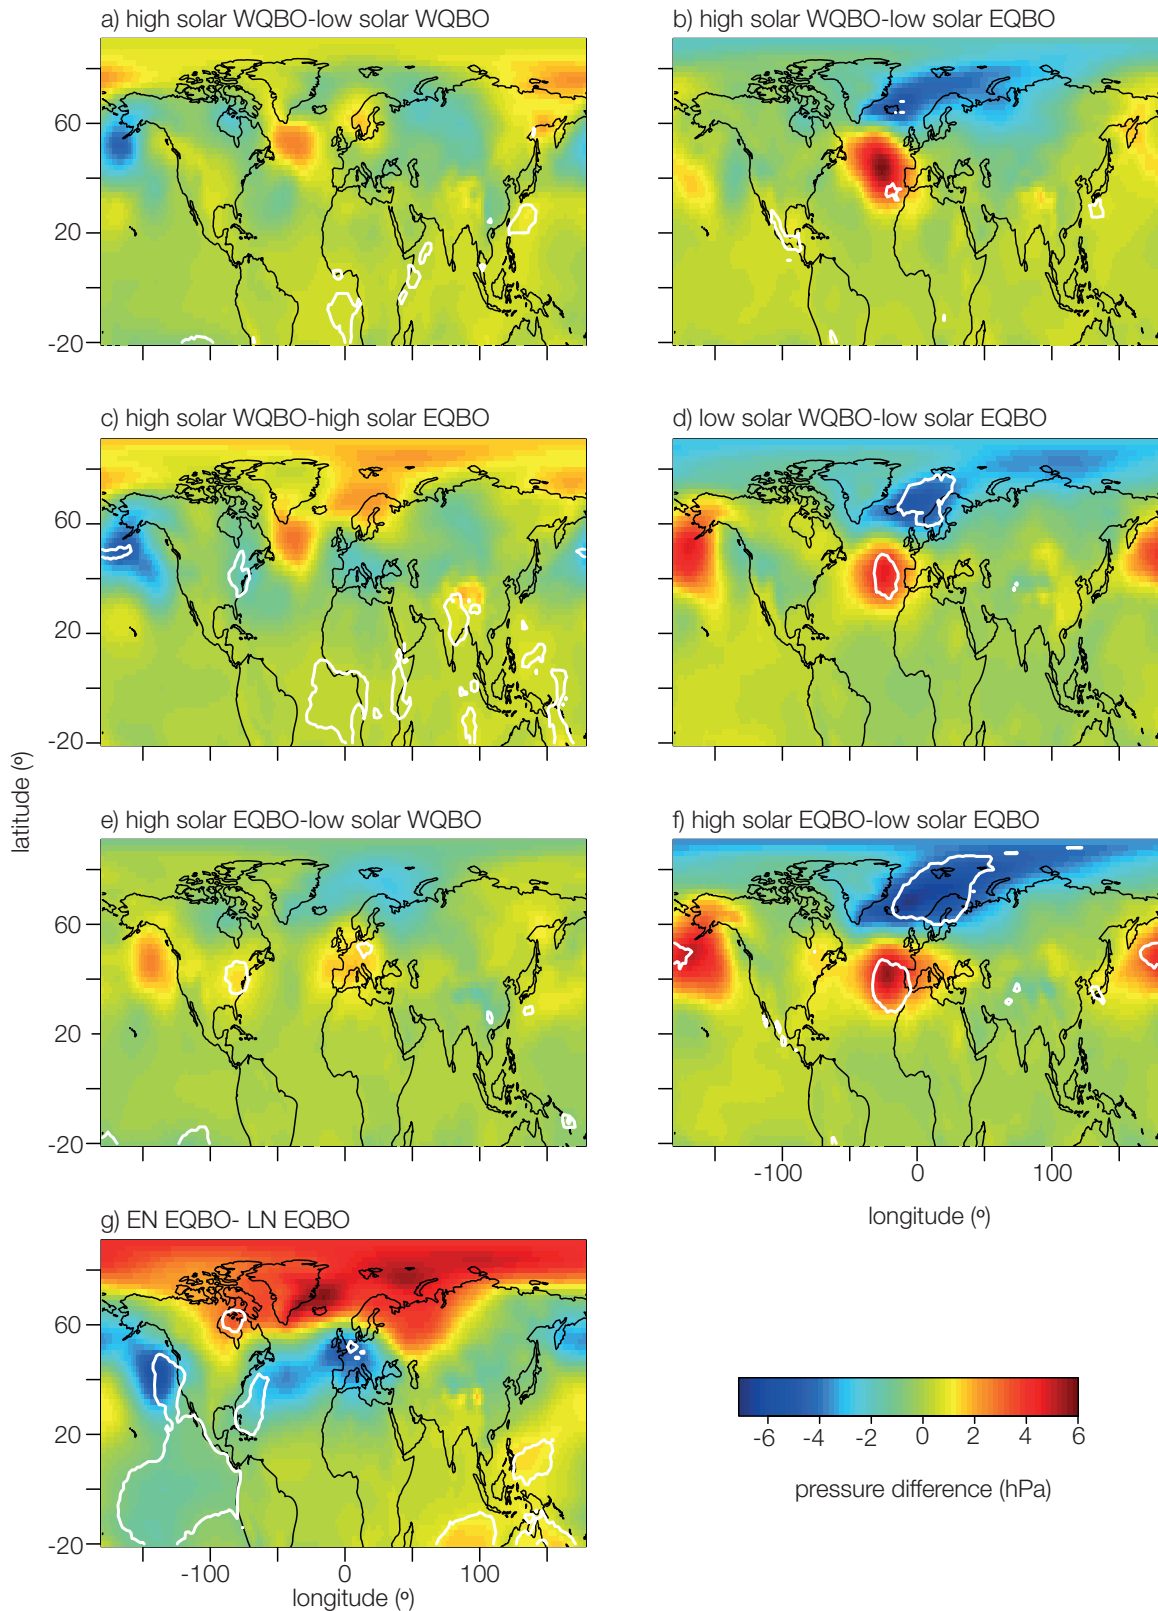 a) high solar WQBO-low solar WQBO
b) high solar WQBO-low solar EQBO
60
20
-20
c) high solar WQBO-high solar EQBO
d) low solar WQBO-low solar EQBO
60
20
-20
latitude (º)
e) high solar EQBO-low solar WQBO
f) high solar EQBO-low solar EQBO
60
20
-20
-100 0 100
longitude (º)
g) EN EQBO- LN EQBO
60
20
-20
-100 0 100
longitude (º)
-6 -4 -2 0 2 4 6
pressure difference (hPa)